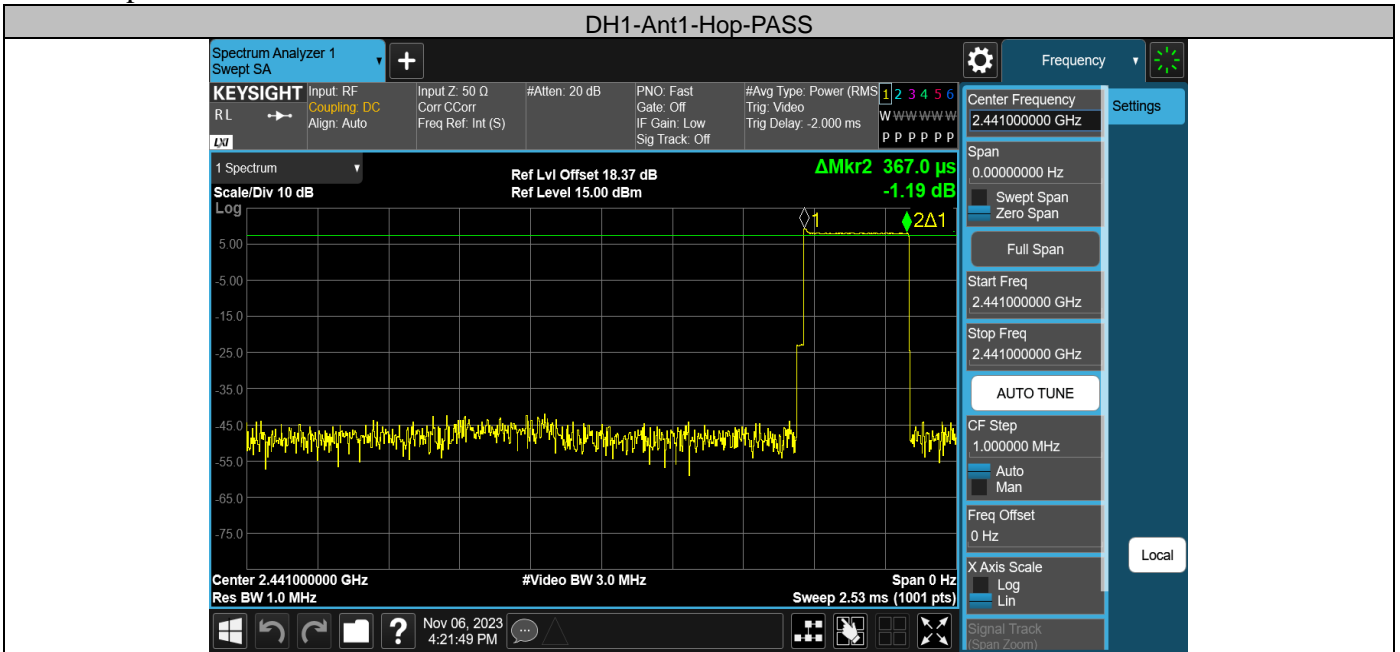 DH1-Ant1-Hop-PASS
Spectrum Analyzer 1
Swept SA
Frequency
KEYSIGHT
RL
LXI
Input: RF
Coupling: DC
Align: Auto
Input Z: 50 Ω
Corr CCorr
Freq Ref: Int (S)
#Atten: 20 dB
PNO: Fast
Gate: Off
IF Gain: Low
Sig Track: Off
#Avg Type: Power (RMS
Trig: Video
Trig Delay: -2.000 ms
1 2 3 4 5 6
W W W W W W
P P P P P P
1 Spectrum
Scale/Div 10 dB
Log
Ref Lvl Offset 18.37 dB
Ref Level 15.00 dBm
ΔMkr2 367.0 µs
-1.19 dB
1
2Δ1
5.00
-5.00
-15.0
-25.0
-35.0
-45.0
-55.0
-65.0
-75.0
Center 2.441000000 GHz
Res BW 1.0 MHz
#Video BW 3.0 MHz
Span 0 Hz
Sweep 2.53 ms (1001 pts)
Center Frequency
2.441000000 GHz
Settings
Span
0.00000000 Hz
Swept Span
Zero Span
Full Span
Start Freq
2.441000000 GHz
Stop Freq
2.441000000 GHz
AUTO TUNE
CF Step
1.000000 MHz
Auto
Man
Freq Offset
0 Hz
Local
X Axis Scale
Log
Lin
Signal Track
(Span Zoom)
?
Nov 06, 2023
4:21:49 PM